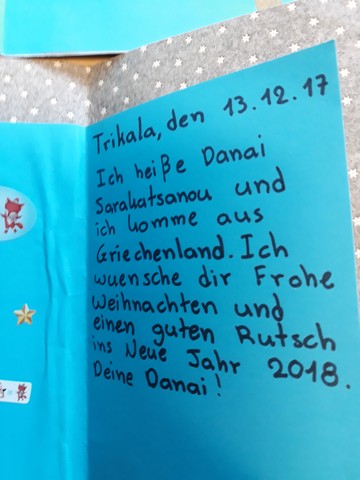 Trikala, den 13.12.17
Ich heiße Danai
Sarakatsanou und
ich komme aus
Griechenland. Ich
wuensche dir Frohe
Weihnachten und
einen guten Rutsch
ins Neue Jahr 2018.
Deine Danai!